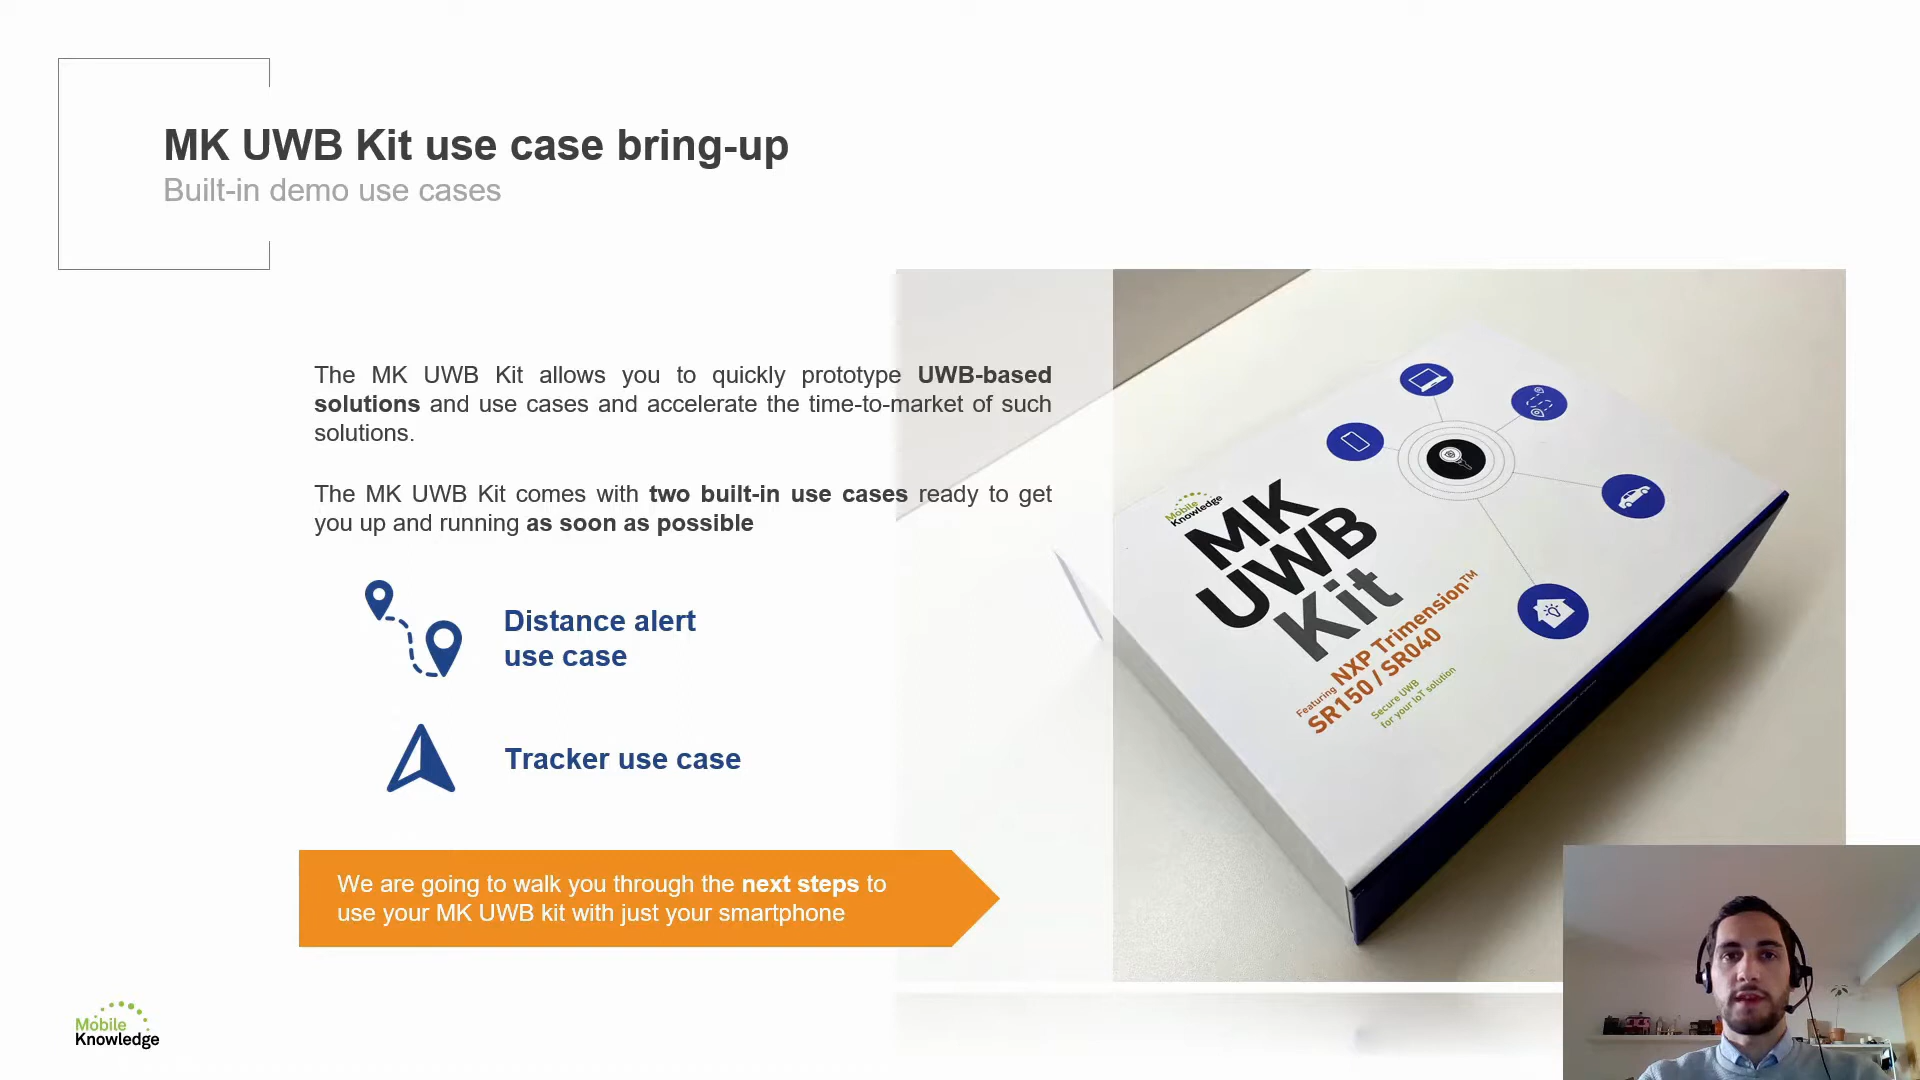 MK UWB Kit use case bring-up
Built-in demo use cases
The MK UWB Kit allows you to quickly prototype UWB-based
solutions and use cases and accelerate the time-to-market of such
solutions.
The MK UWB Kit comes with two built-in use cases ready to get
you up and running as soon as possible
Distance alert
use case
Tracker use case
We are going to walk you through the next steps to
use your MK UWB kit with just your smartphone
Mobile
Knowledge
MK
UWB
Kit
Featuring NXP Trimension™
SR150 / SR040
Secure UWB
for your IoT solution
Mobile
Knowledge